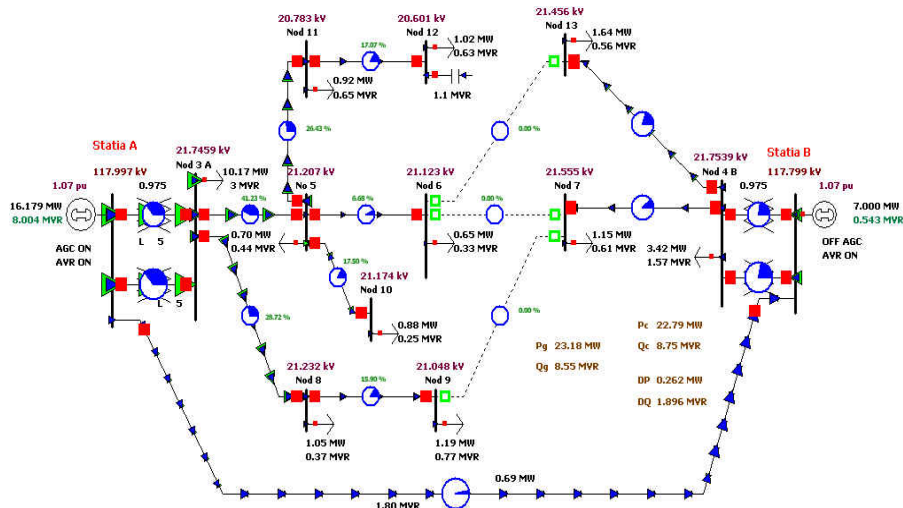 20.783 kV
Nod 11
17.07 %
20.601 kV
Nod 12
1.02 MW
0.63 MVR
1.1 MVR
0.92 MW
0.65 MVR
26.43 %
21.456 kV
Nod 13
1.64 MW
0.56 MVR
0.00 %
Statia A
117.997 kV
1.07 pu
16.179 MW
8.004 MVR
AGC ON
AVR ON
0.975
L 5
L 5
21.7459 kV
Nod 3 A
10.17 MW
3 MVR
41.23 %
21.207 kV
Nod 5
0.70 MW
0.44 MVR
6.68 %
21.123 kV
Nod 6
0.65 MW
0.33 MVR
0.00 %
21.555 kV
Nod 7
1.15 MW
0.61 MVR
21.7539 kV
Nod 4 B
3.42 MW
1.57 MVR
0.975
Statia B
117.799 kV
1.07 pu
7.000 MW
0.543 MVR
OFF AGC
AVR ON
17.50 %
21.174 kV
Nod 10
0.88 MW
0.25 MVR
28.72 %
0.00 %
Pg 23.18 MW
Qg 8.55 MVR
Pc 22.79 MW
Qc 8.75 MVR
DP 0.262 MW
DQ 1.896 MVR
21.232 kV
Nod 8
1.05 MW
0.37 MVR
21.048 kV
Nod 9
1.19 MW
0.77 MVR
0.69 MW
1.80 MVR